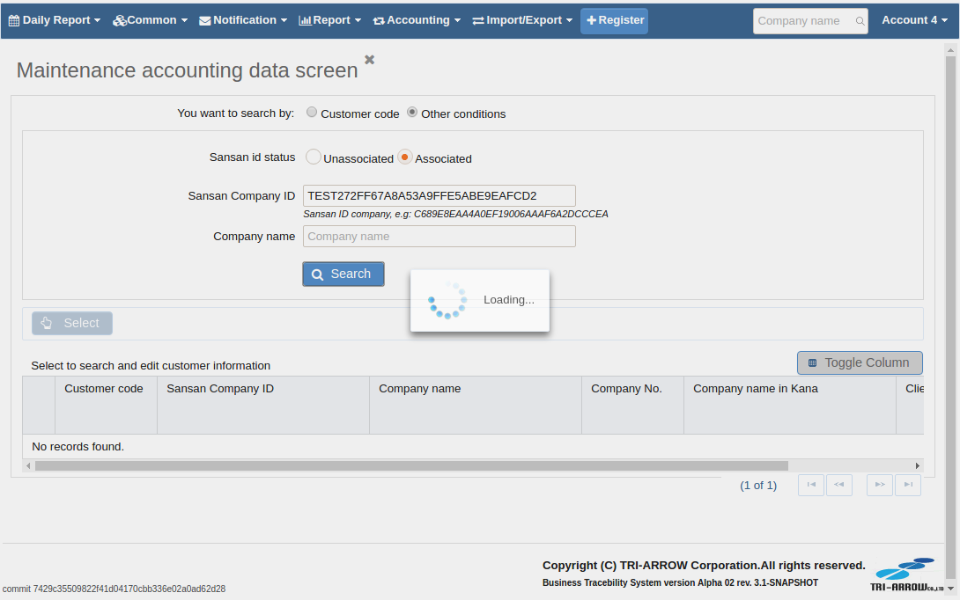 Daily Report Common Notification Report Accounting Import/Export Register Company name Account 4
Maintenance accounting data screen
You want to search by: Customer code Other conditions
Sansan id status Unassociated Associated
Sansan Company ID TEST272FF67A8A53A9FFE5ABE9EAFCD2
Sansan ID company, e.g: C689E8EAA4A0EF19006AAAF6A2DCCCEA
Company name Company name
Search
Loading...
Select
Select to search and edit customer information Toggle Column
Customer code Sansan Company ID Company name Company No. Company name in Kana Clie
No records found.
(1 of 1)
Copyright (C) TRI-ARROW Corporation.All rights reserved.
Business Tracebility System version Alpha 02 rev. 3.1-SNAPSHOT
TRI-ARROW CO.,LTD
commit 7429c35509822f41d04170cbb336e02a0ad62d28